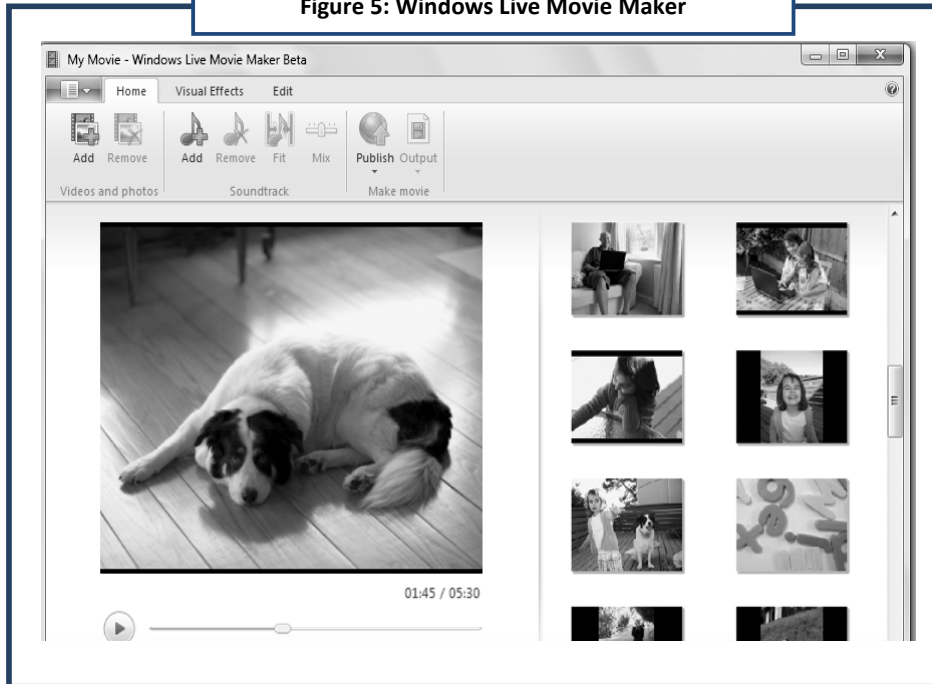 Figure 5: Windows Live Movie Maker
My Movie - Windows Live Movie Maker Beta
Home Visual Effects Edit
Add Remove Add Remove Fit Mix Publish Output
Videos and photos Soundtrack Make movie
01:45 / 05:30